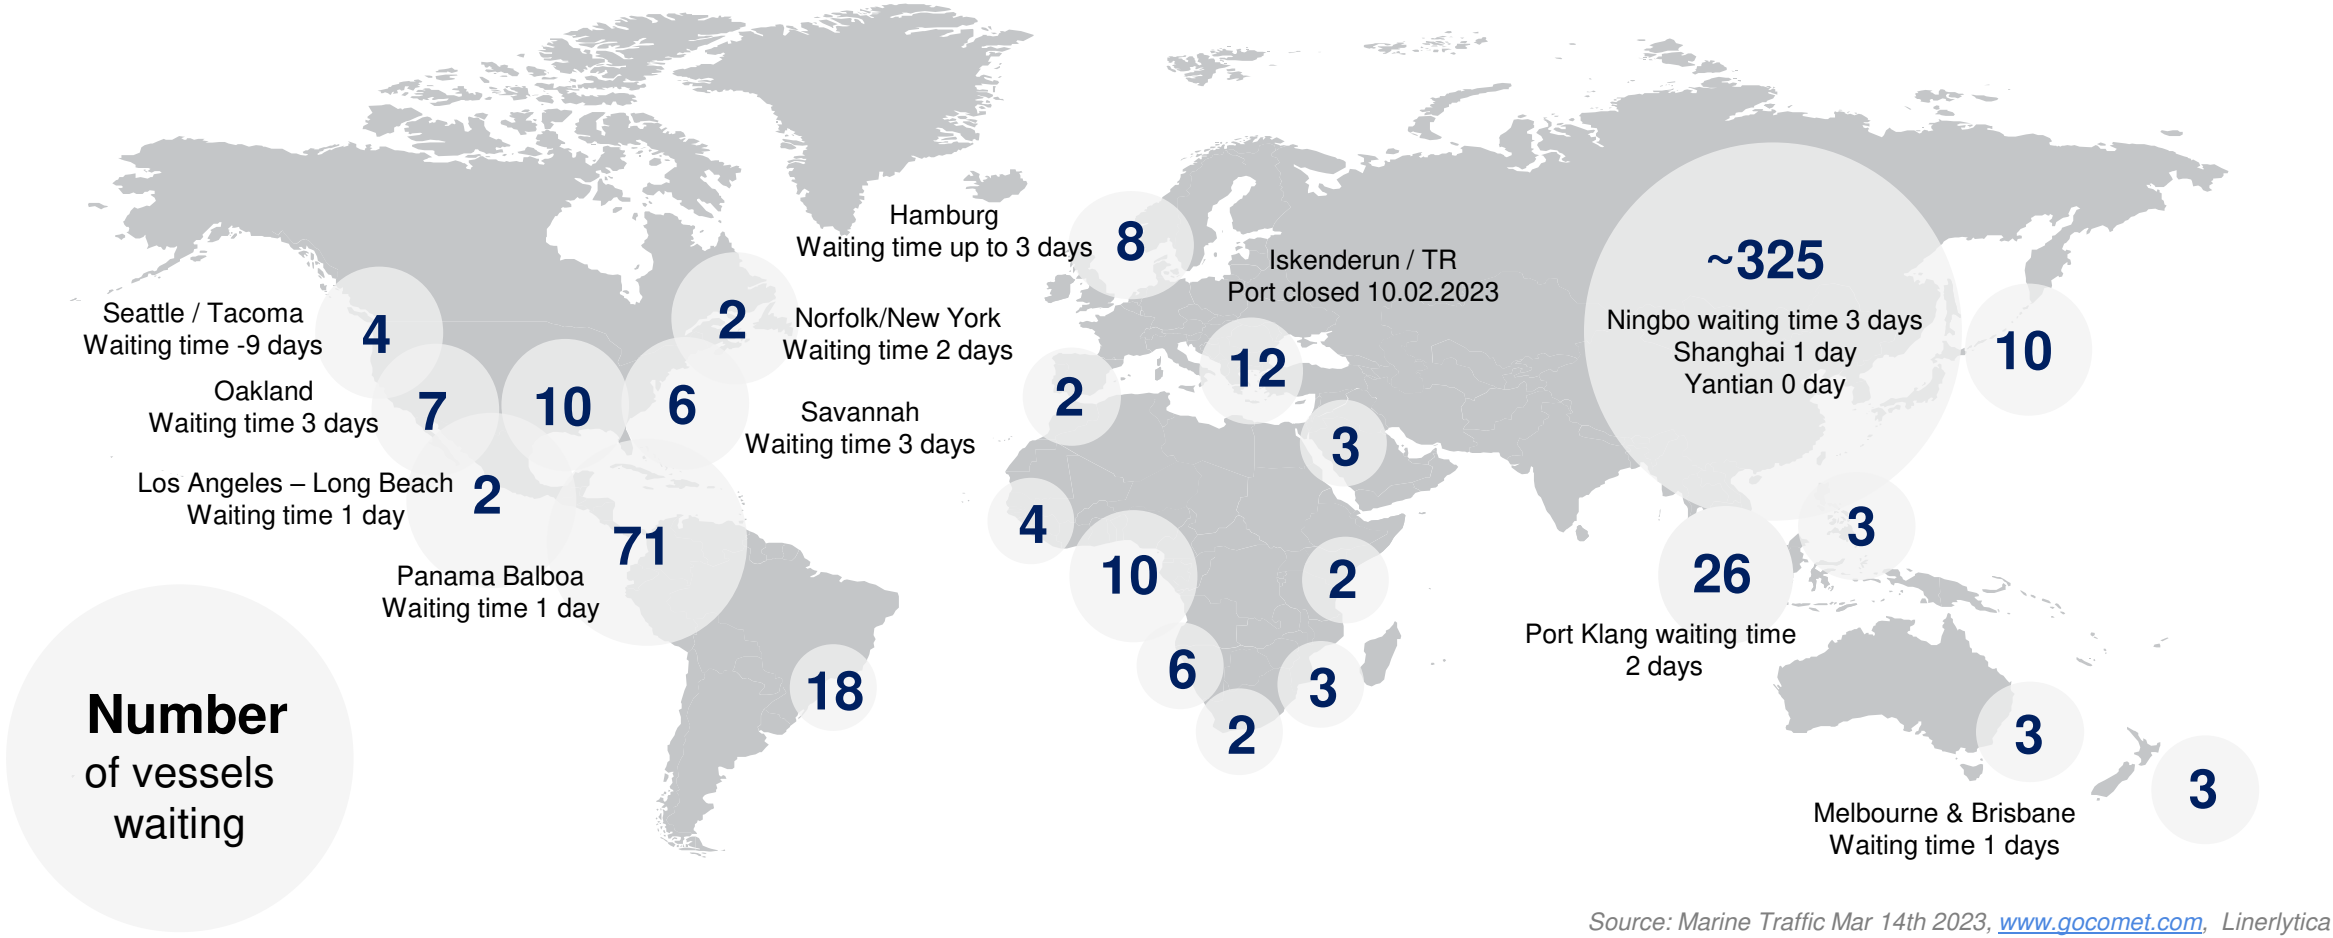 Hamburg
Waiting time up to 3 days
8
Iskenderun / TR
Port closed 10.02.2023
~325
Ningbo waiting time 3 days
Shanghai 1 day
Yantian 0 day
10
Seattle / Tacoma
Waiting time -9 days
4
2
Norfolk/New York
Waiting time 2 days
Oakland
Waiting time 3 days
7
10
6
Savannah
Waiting time 3 days
2
12
3
Los Angeles – Long Beach
Waiting time 1 day
2
71
Panama Balboa
Waiting time 1 day
4
10
2
26
3
Port Klang waiting time
2 days
18
6
3
2
3
3
Melbourne & Brisbane
Waiting time 1 days
Number
of vessels
waiting
Source: Marine Traffic Mar 14th 2023, www.gocomet.com, Linerlytica